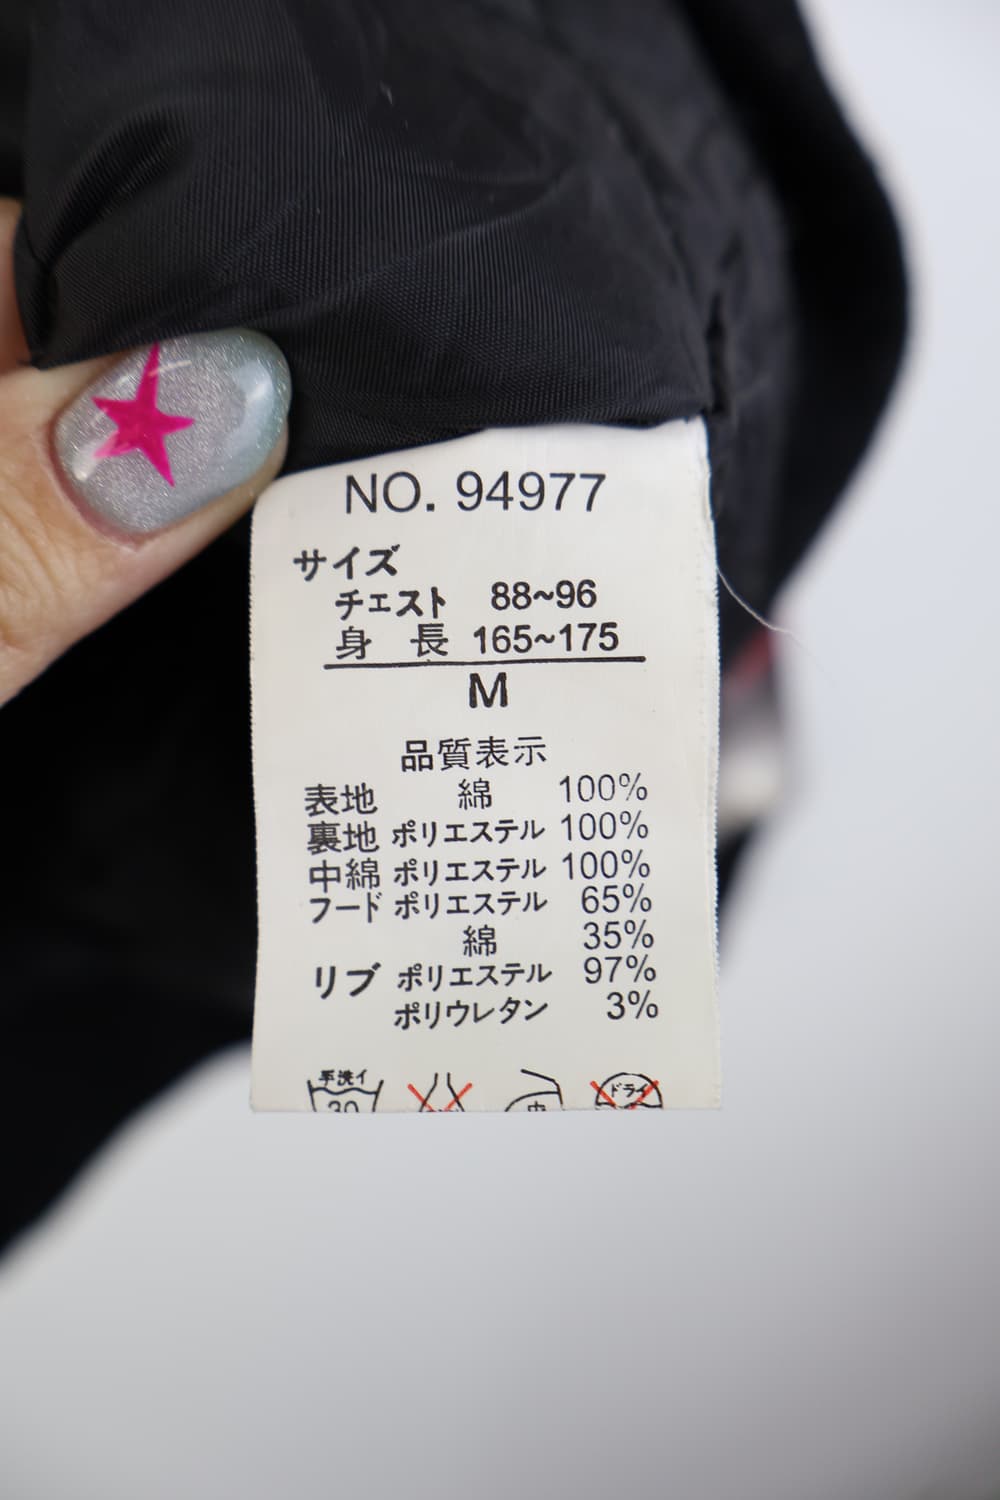 NO. 94977
サイズ
チェスト 88~96
身 長 165~175
M
品質表示
表地 綿 100%
裏地 ポリエステル 100%
中綿 ポリエステル 100%
フード ポリエステル 65%
綿 35%
リブ ポリエステル 97%
ポリウレタン 3%
手洗イ 30 中 ドライ